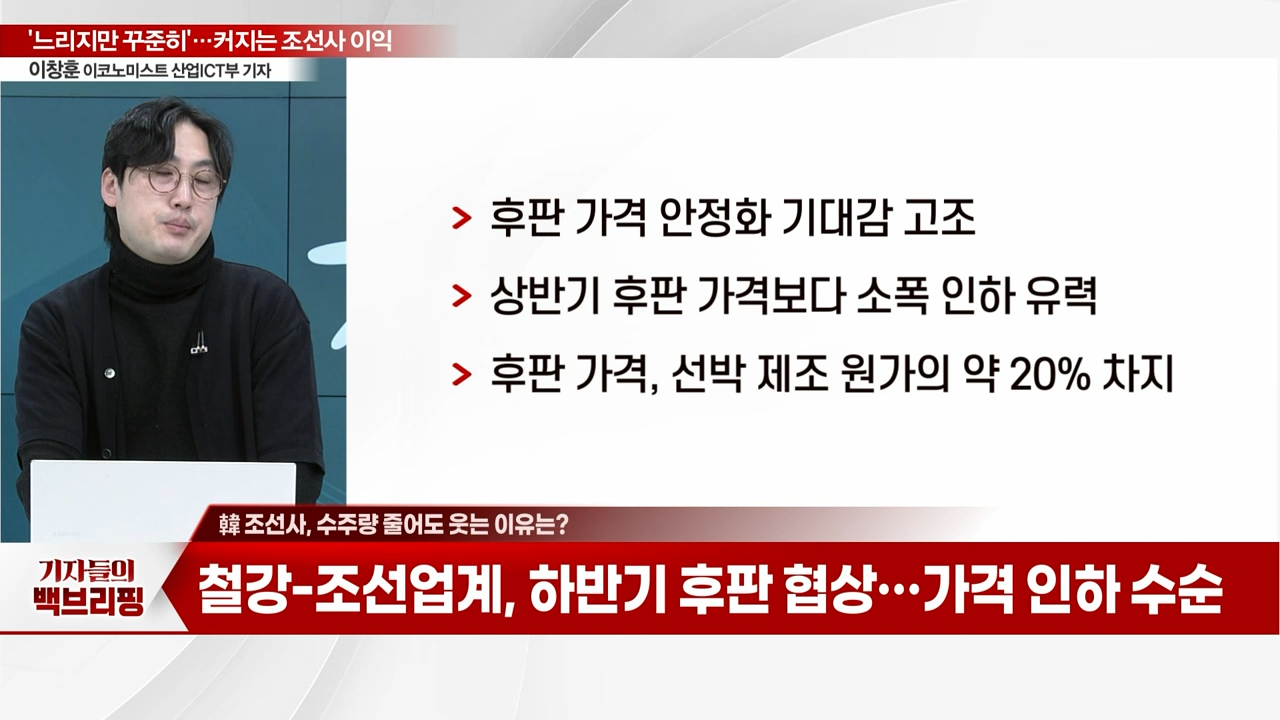 '느리지만 꾸준히'…커지는 조선사 이익
이창훈 이코노미스트 산업ICT부 기자
> 후판 가격 안정화 기대감 고조
> 상반기 후판 가격보다 소폭 인하 유력
> 후판 가격, 선박 제조 원가의 약 20% 차지
韓 조선사, 수주량 줄어도 웃는 이유는?
기자들의
백브리핑
철강-조선업계, 하반기 후판 협상…가격 인하 수순